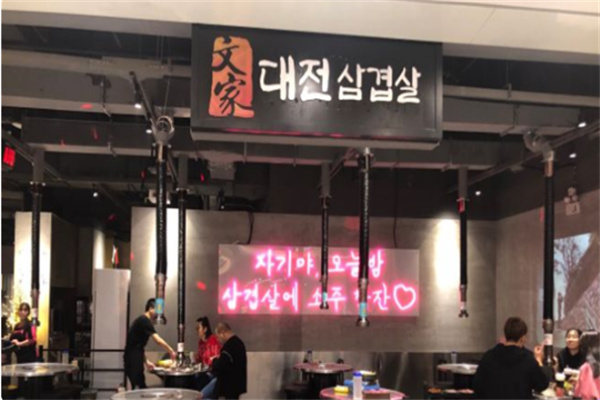 文家
대전 삼겹살
자기야, 오늘밤
삼겹살에 소주 한잔♡